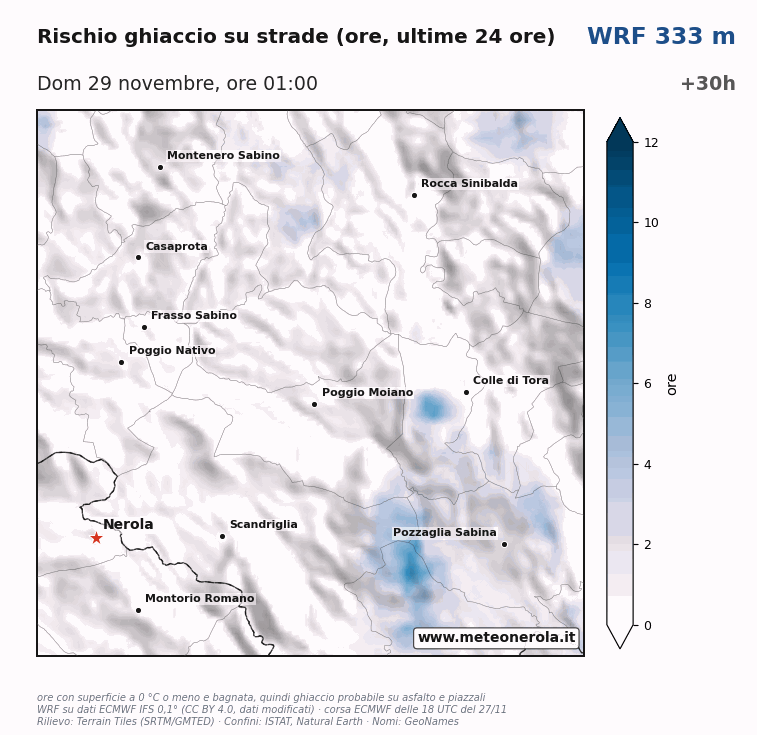 Rischio ghiaccio su strade (ore, ultime 24 ore)
WRF 333 m
Dom 29 novembre, ore 01:00
+30h
Montenero Sabino
Rocca Sinibalda
Casaprota
Frasso Sabino
Poggio Nativo
Colle di Tora
Poggio Moiano
Nerola
Scandriglia
Pozzaglia Sabina
Montorio Romano
www.meteonerola.it
12
10
8
6
4
2
0
ore
ore con superficie a 0 °C o meno e bagnata, quindi ghiaccio probabile su asfalto e piazzali
WRF su dati ECMWF IFS 0,1° (CC BY 4.0, dati modificati) · corsa ECMWF delle 18 UTC del 27/11
Rilievo: Terrain Tiles (SRTM/GMTED) · Confini: ISTAT, Natural Earth · Nomi: GeoNames